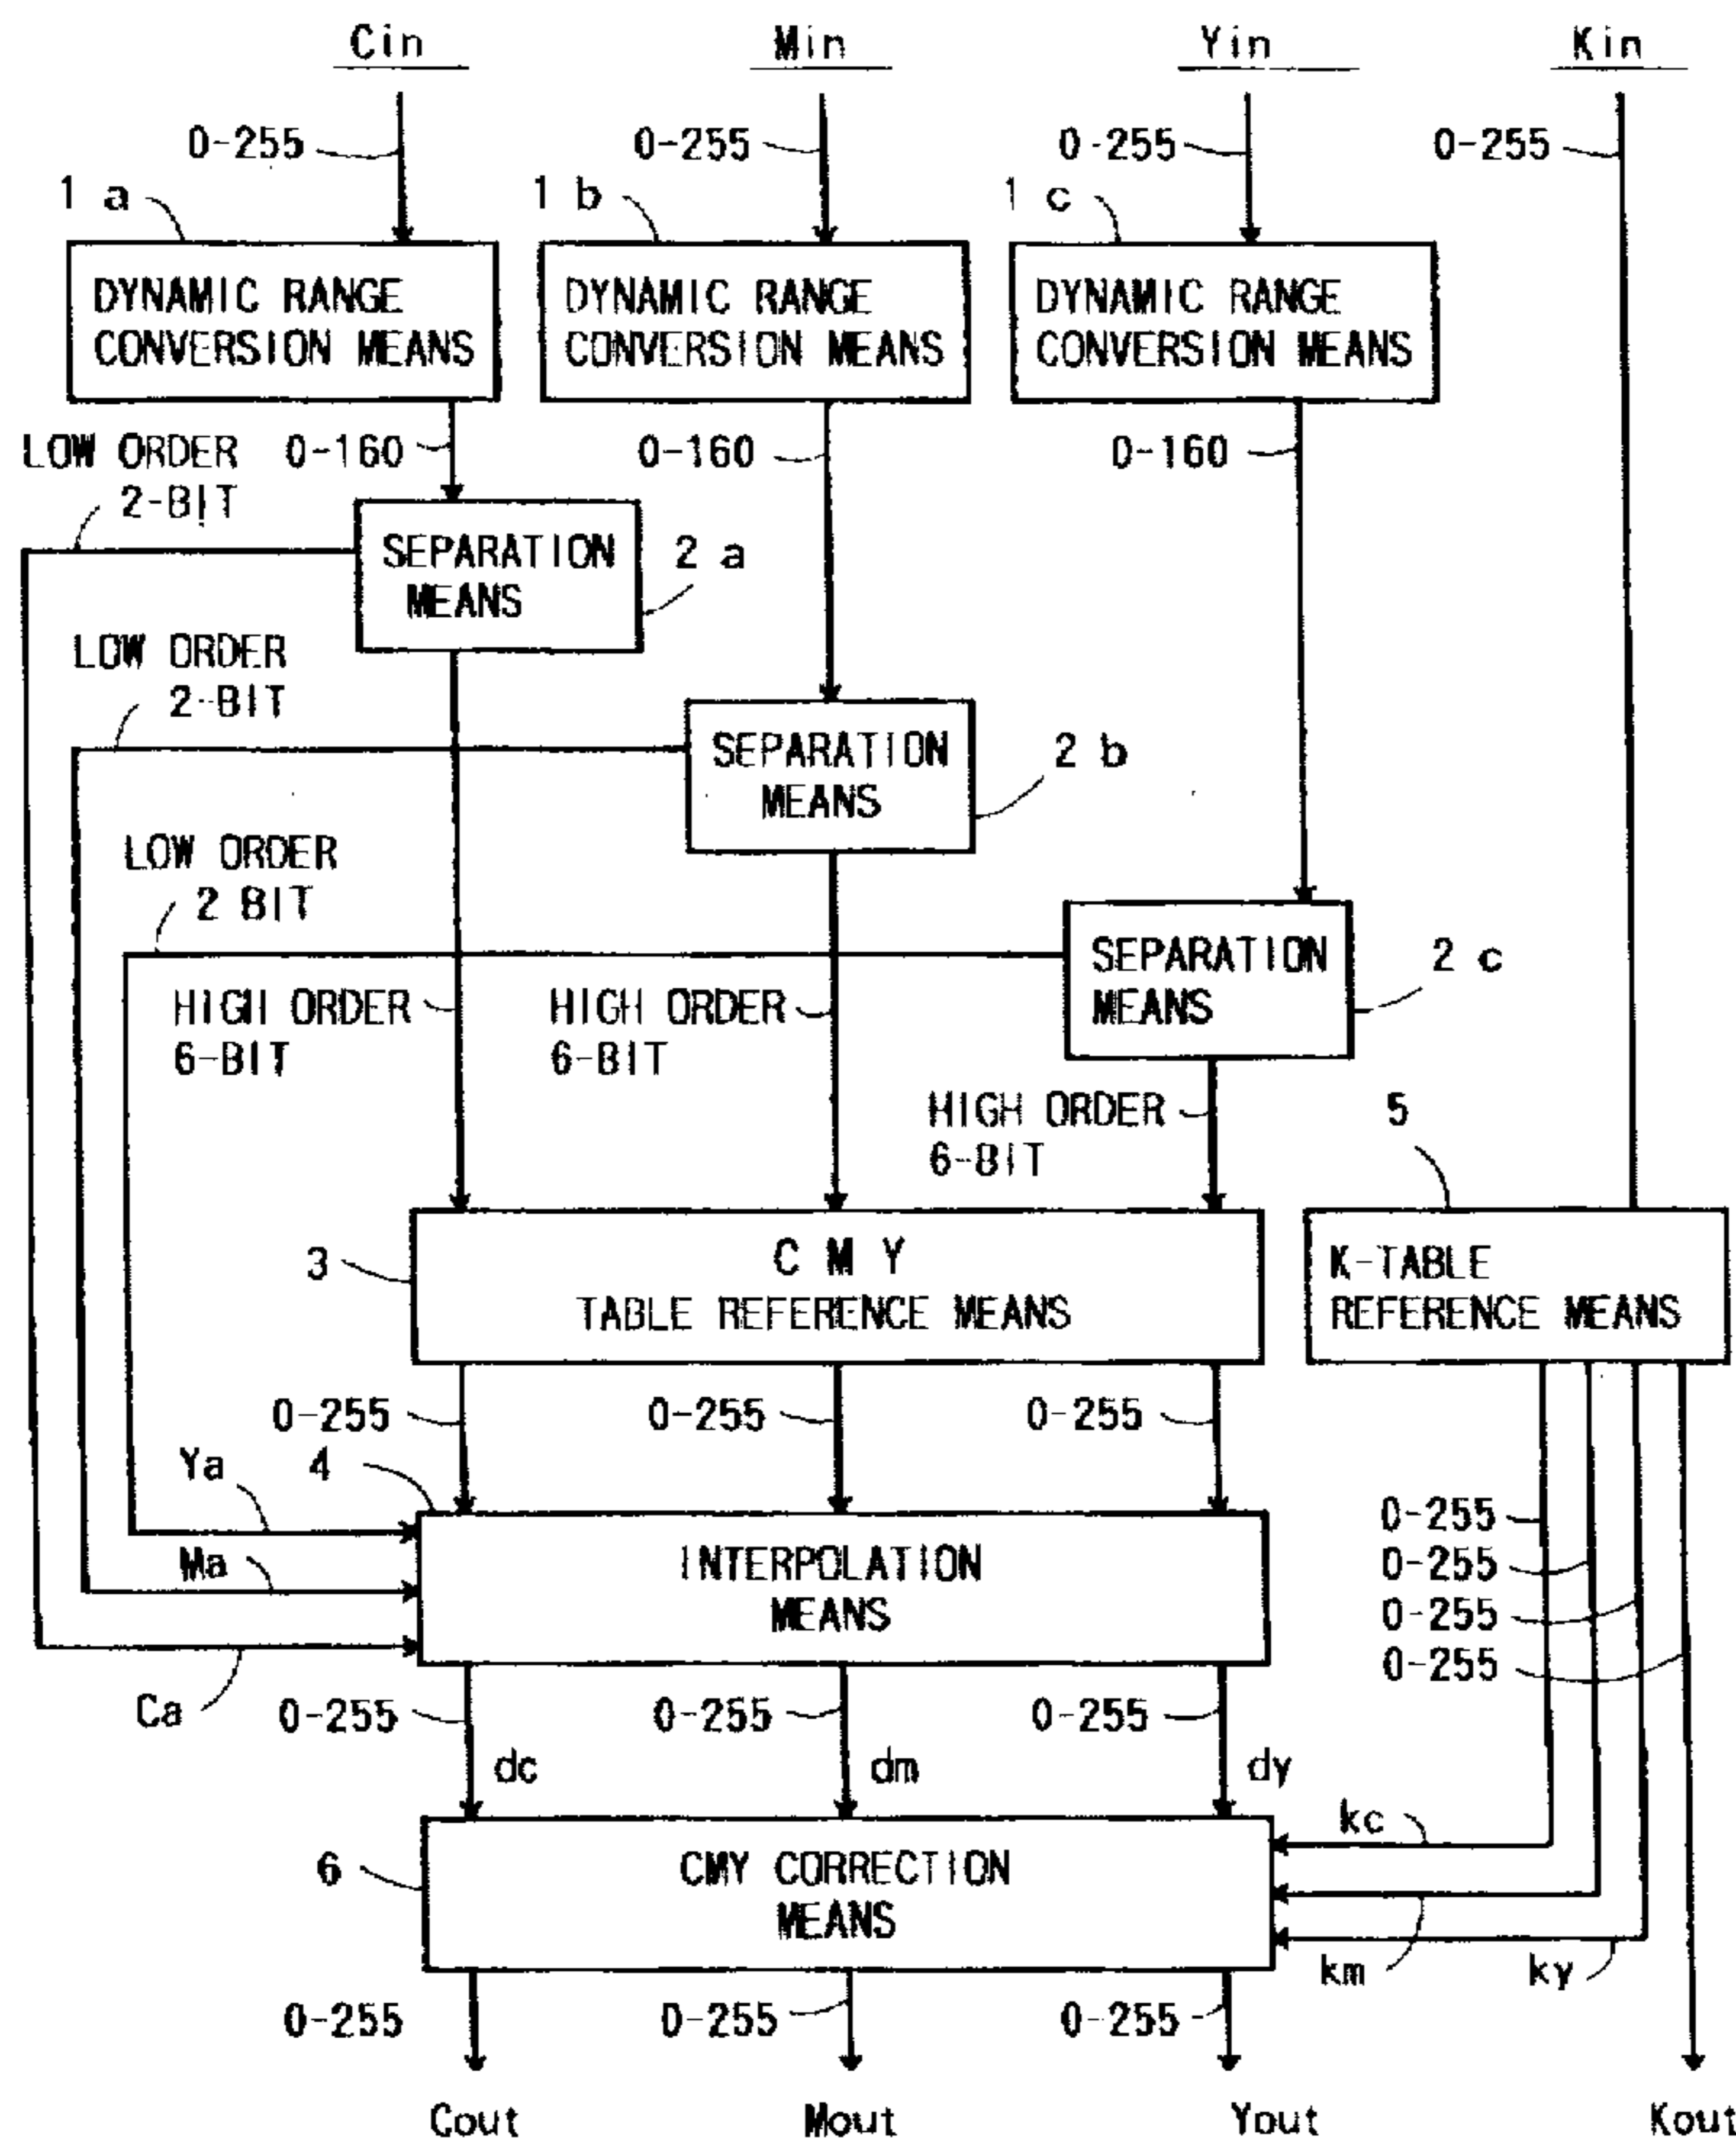 Cin Min Yin Kin
0-255 0-255 0-255 0-255
1 a 1 b 1 c
DYNAMIC RANGE
CONVERSION MEANS
DYNAMIC RANGE
CONVERSION MEANS
DYNAMIC RANGE
CONVERSION MEANS
LOW ORDER
2-BIT
0-160 0-160 0-160
SEPARATION
MEANS
2 a
LOW ORDER
2-BIT
SEPARATION
MEANS
2 b
LOW ORDER
2 BIT
SEPARATION
MEANS
2 c
HIGH ORDER
6-BIT
HIGH ORDER
6-BIT
HIGH ORDER
6-BIT
5
3
C M Y
TABLE REFERENCE MEANS
K-TABLE
REFERENCE MEANS
0-255 0-255 0-255
Ya 4
Ma
INTERPOLATION
MEANS
0-255
0-255
0-255
0-255
Ca
0-255 0-255 0-255
dc dm dy
kc
6
CMY CORRECTION
MEANS
km ky
0-255 0-255 0-255
Cout Mout Yout Kout